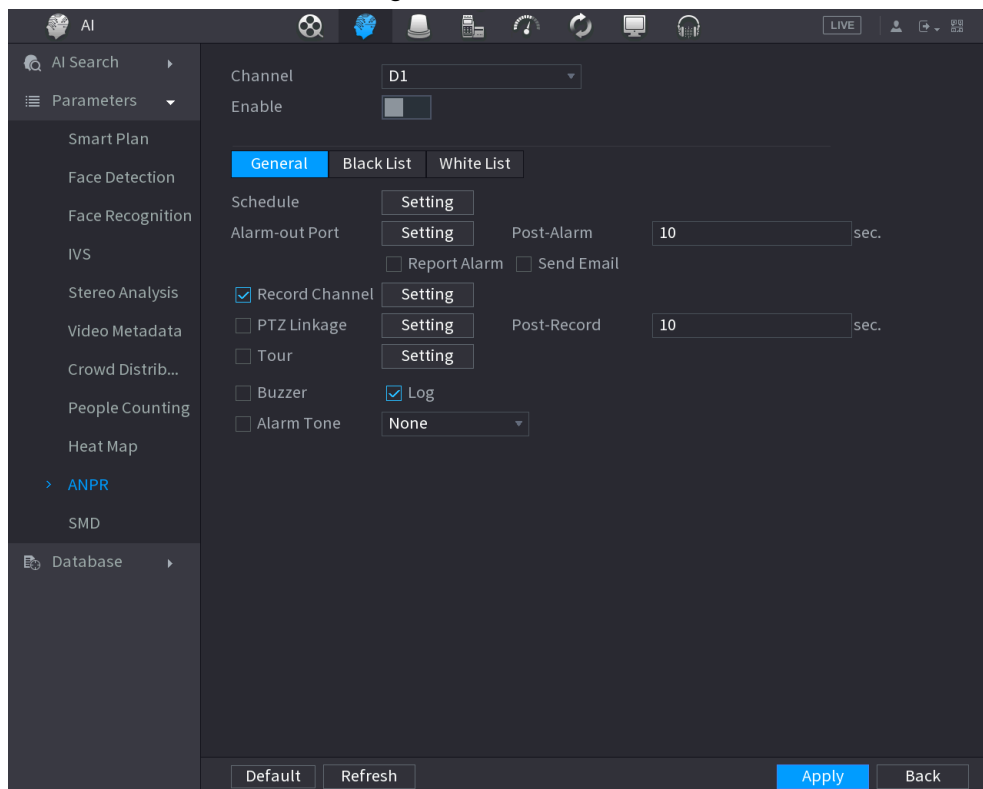 AI
LIVE
AI Search
Parameters
Smart Plan
Face Detection
Face Recognition
IVS
Stereo Analysis
Video Metadata
Crowd Distrib...
People Counting
Heat Map
> ANPR
SMD
Database
Channel D1
Enable
General Black List White List
Schedule Setting
Alarm-out Port Setting Post-Alarm 10 sec.
Report Alarm Send Email
Record Channel Setting
PTZ Linkage Setting Post-Record 10 sec.
Tour Setting
Buzzer Log
Alarm Tone None
Default Refresh Apply Back